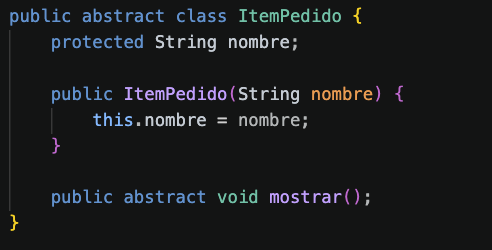 public abstract class ItemPedido {
    protected String nombre;

    public ItemPedido(String nombre) {
        this.nombre = nombre;
    }

    public abstract void mostrar();
}